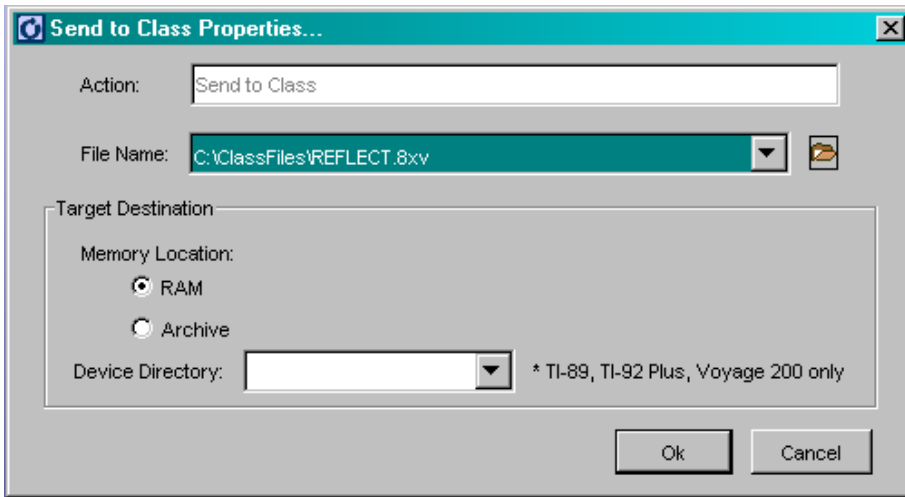 Send to Class Properties...
Action: Send to Class
File Name: C:\ClassFiles\REFLECT.8xv
Target Destination
Memory Location:
RAM
Archive
Device Directory: * TI-89, TI-92 Plus, Voyage 200 only
Ok Cancel